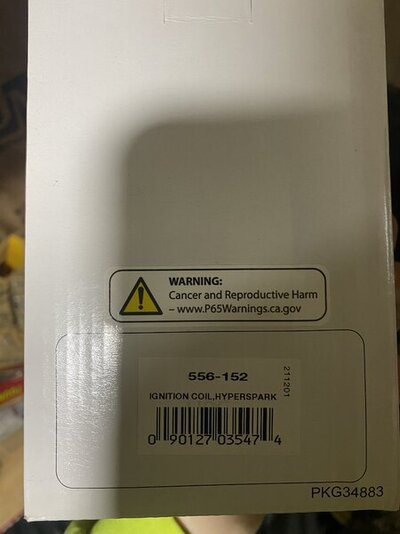 WARNING:
Cancer and Reproductive Harm
– www.P65Warnings.ca.gov
556-152
211201
IGNITION COIL,HYPERSPARK
0 90127 03547 4
PKG34883